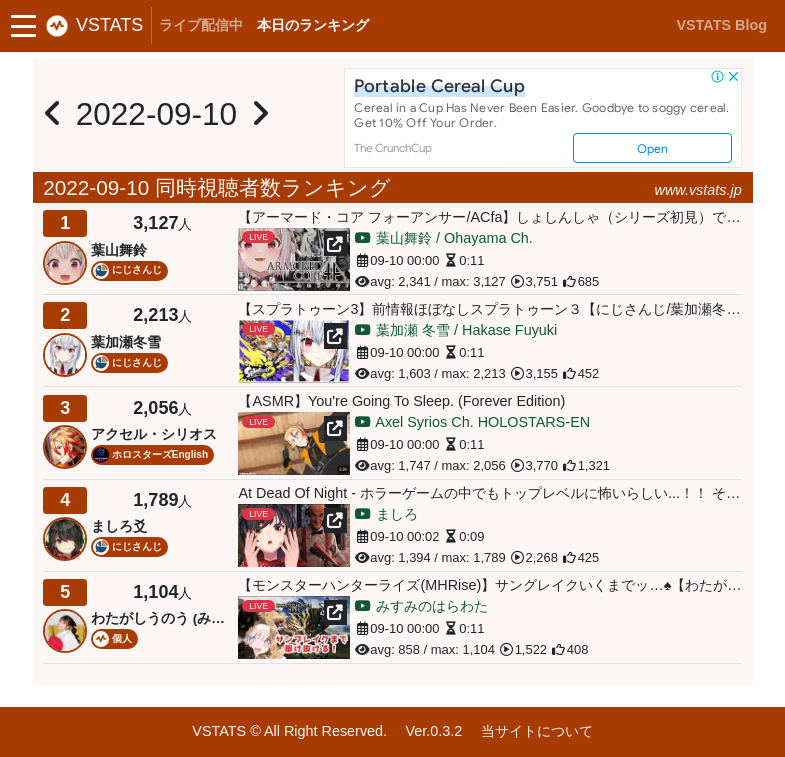 VSTATS ライブ配信中 本日のランキング VSTATS Blog
2022-09-10
Portable Cereal Cup
Cereal in a Cup Has Never Been Easier. Goodbye to soggy cereal.
Get 10% Off Your Order.
The CrunchCup
Open
2022-09-10 同時視聴者数ランキング
www.vstats.jp
1 3,127人
葉山舞鈴
にじさんじ
【アーマード・コア フォーアンサー/ACfa】しょしんしゃ（シリーズ初見）で…
LIVE
ARMORED CORE
葉山舞鈴 / Ohayama Ch.
09-10 00:00 0:11
avg: 2,341 / max: 3,127 3,751 685
2 2,213人
葉加瀬冬雪
にじさんじ
【スプラトゥーン3】前情報ほぼなしスプラトゥーン３【にじさんじ/葉加瀬冬…
LIVE
葉加瀬 冬雪 / Hakase Fuyuki
09-10 00:00 0:11
avg: 1,603 / max: 2,213 3,155 452
3 2,056人
アクセル・シリオス
ホロスターズEnglish
【ASMR】You're Going To Sleep. (Forever Edition)
LIVE
Axel Syrios Ch. HOLOSTARS-EN
09-10 00:00 0:11
avg: 1,747 / max: 2,056 3,770 1,321
4 1,789人
ましろ爻
にじさんじ
At Dead Of Night - ホラーゲームの中でもトップレベルに怖いらしい...！！ そ…
LIVE
ましろ
09-10 00:02 0:09
avg: 1,394 / max: 1,789 2,268 425
5 1,104人
わたがしうのう (み…
個人
【モンスターハンターライズ(MHRise)】サングレイクいくまでッ…♠【わたが…
LIVE
サンブレイクまで
駆け抜ける！
みすみのはらわた
09-10 00:00 0:11
avg: 858 / max: 1,104 1,522 408
VSTATS © All Right Reserved. Ver.0.3.2 当サイトについて